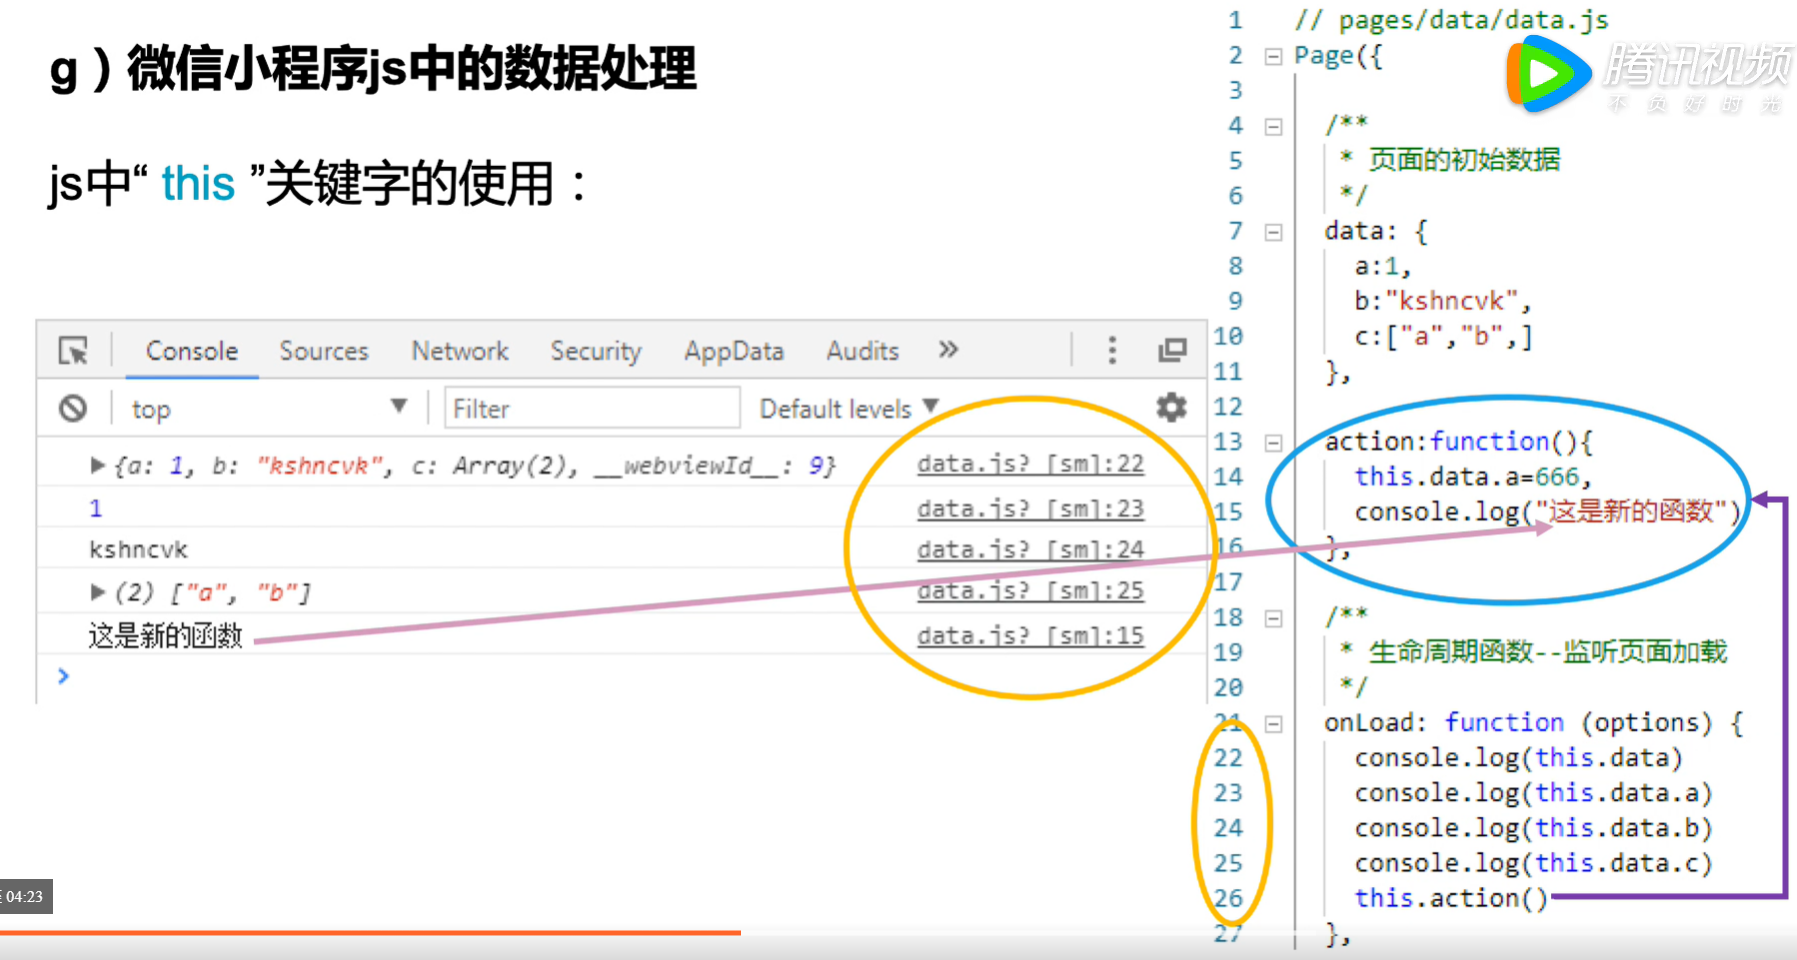 g）微信小程序js中的数据处理
js中“ this ”关键字的使用：
Console Sources Network Security AppData Audits »
top Filter Default levels
{a: 1, b: "kshncvk", c: Array(2), __webviewId__: 9} data.js? [sm]:22
1 data.js? [sm]:23
kshncvk data.js? [sm]:24
(2) ["a", "b"] data.js? [sm]:25
这是新的函数 data.js? [sm]:15
04:23
1 // pages/data/data.js
2 Page({
3
4 /**
5 * 页面的初始数据
6 */
7 data: {
8 a:1,
9 b:"kshncvk",
10 c:["a","b",]
11 },
12
13 action:function(){
14 this.data.a=666,
15 console.log("这是新的函数")
16 },
17
18 /**
19 * 生命周期函数--监听页面加载
20 */
21 onLoad: function (options) {
22 console.log(this.data)
23 console.log(this.data.a)
24 console.log(this.data.b)
25 console.log(this.data.c)
26 this.action()
27 },
腾讯视频
不负好时光